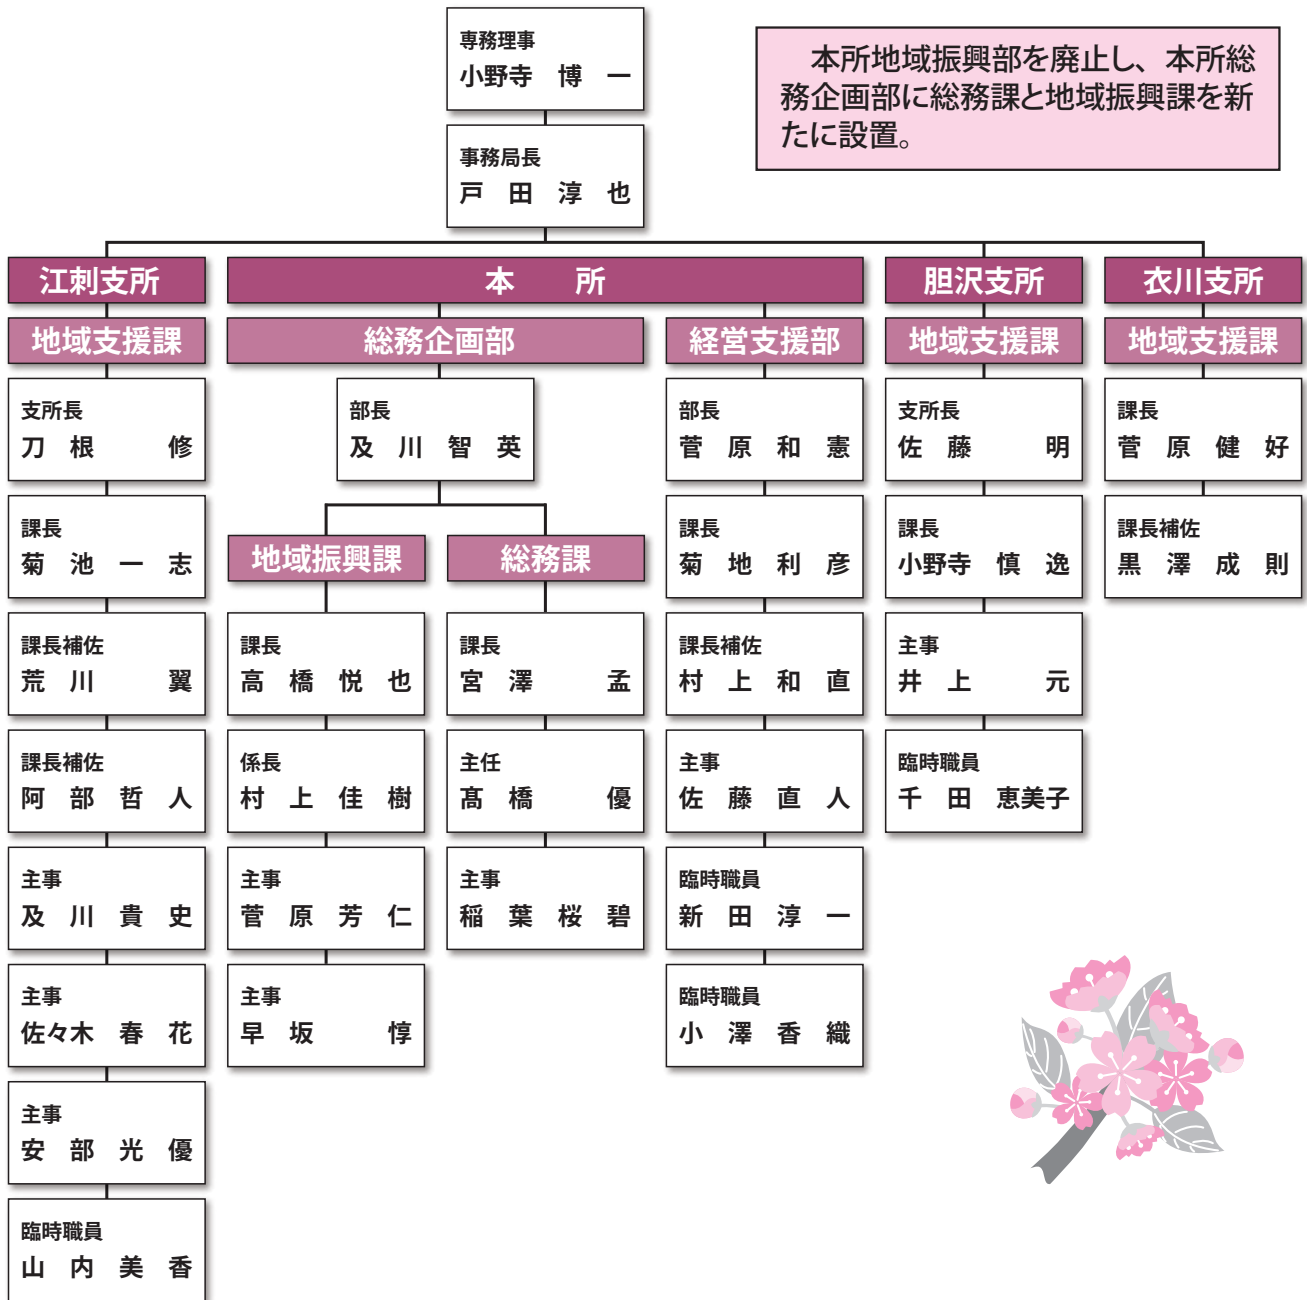 専務理事
小野寺 博 一
本所地域振興部を廃止し、本所総
務企画部に総務課と地域振興課を新
たに設置。
事務局長
戸 田 淳 也
江刺支所
地域支援課
支所長
刀 根 修
課長
菊 池 一 志
課長補佐
荒 川 翼
課長補佐
阿 部 哲 人
主事
及 川 貴 史
主事
佐々木 春 花
主事
安 部 光 優
臨時職員
山 内 美 香
本 所
総務企画部
部長
及 川 智 英
地域振興課
課長
高 橋 悦 也
係長
村 上 佳 樹
主事
菅 原 芳 仁
主事
早 坂 惇
総務課
課長
宮 澤 孟
主任
髙 橋 優
主事
稲 葉 桜 碧
経営支援部
部長
菅 原 和 憲
課長
菊 地 利 彦
課長補佐
村 上 和 直
主事
佐 藤 直 人
臨時職員
新 田 淳 一
臨時職員
小 澤 香 織
胆沢支所
地域支援課
支所長
佐 藤 明
課長
小野寺 慎 逸
主事
井 上 元
臨時職員
千 田 恵美子
衣川支所
地域支援課
課長
菅 原 健 好
課長補佐
黒 澤 成 則